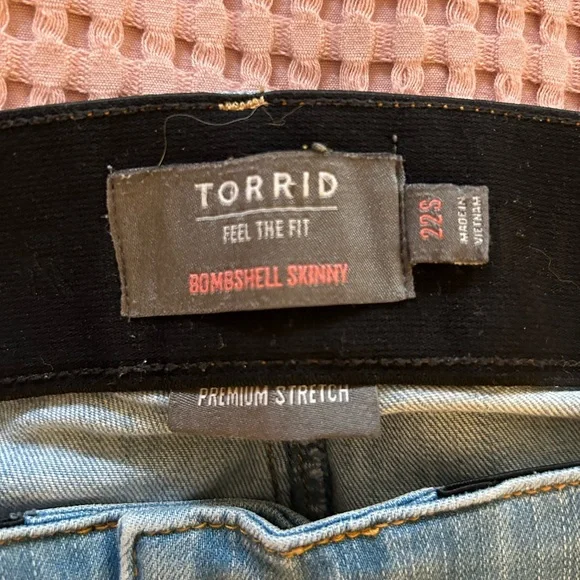 TORRID
FEEL THE FIT
BOMBSHELL SKINNY
22S
MADE IN
VIETNAM
PREMIUM STRETCH